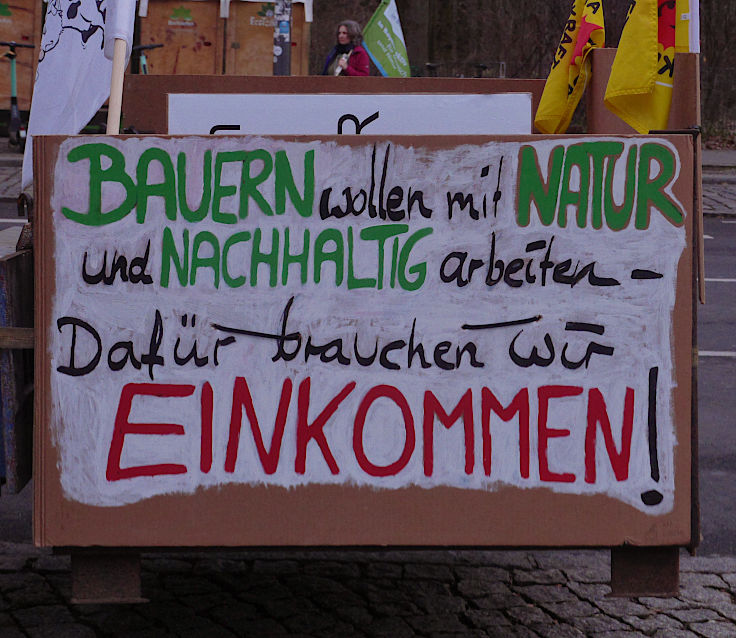 BAUERN wollen mit NATUR
und NACHHALTIG arbeiten –
Dafür brauchen wir
EINKOMMEN!